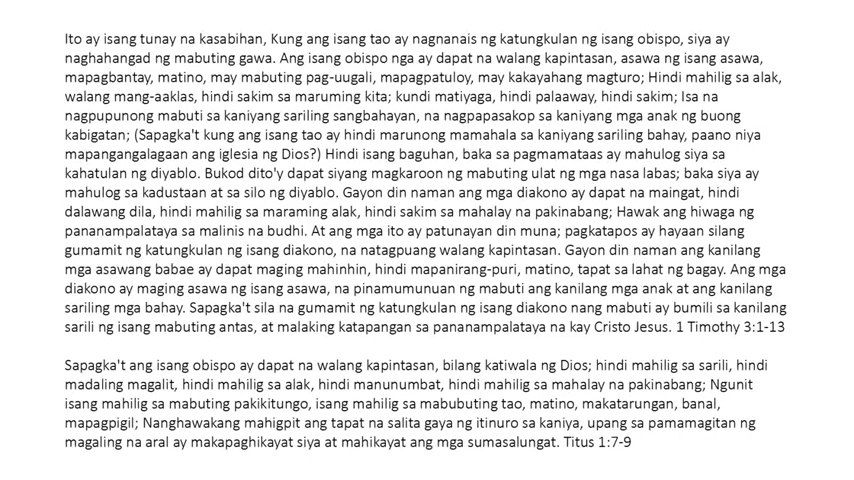 Ito ay isang tunay na kasabihan, Kung ang isang tao ay nagnanais ng katungkulan ng isang obispo, siya ay
naghahangad ng mabuting gawa. Ang isang obispo nga ay dapat na walang kapintasan, asawa ng isang asawa,
mapagbantay, matino, may mabuting pag-uugali, mapagpatuloy, may kakayahang magturo; Hindi mahilig sa alak,
walang mang-aaklas, hindi sakim sa maruming kita; kundi matiyaga, hindi palaaway, hindi sakim; Isa na
nagpupunong mabuti sa kaniyang sariling sangbahayan, na nagpapasakop sa kaniyang mga anak ng buong
kabigatan; (Sapagka't kung ang isang tao ay hindi marunong mamahala sa kaniyang sariling bahay, paano niya
mapangangalagaan ang iglesia ng Dios?) Hindi isang baguhan, baka sa pagmamataas ay mahulog siya sa
kahatulan ng diyablo. Bukod dito'y dapat siyang magkaroon ng mabuting ulat ng mga nasa labas; baka siya ay
mahulog sa kadustaan at sa silo ng diyablo. Gayon din naman ang mga diakono ay dapat na maingat, hindi
dalawang dila, hindi mahilig sa maraming alak, hindi sakim sa mahalay na pakinabang; Hawak ang hiwaga ng
pananampalataya sa malinis na budhi. At ang mga ito ay patunayan din muna; pagkatapos ay hayaan silang
gumamit ng katungkulan ng isang diakono, na natagpuang walang kapintasan. Gayon din naman ang kanilang
mga asawang babae ay dapat maging mahinhin, hindi mapanirang-puri, matino, tapat sa lahat ng bagay. Ang mga
diakono ay maging asawa ng isang asawa, na pinamumunuan ng mabuti ang kanilang mga anak at ang kanilang
sariling mga bahay. Sapagka't sila na gumamit ng katungkulan ng isang diakono nang mabuti ay bumili sa kanilang
sarili ng isang mabuting antas, at malaking katapangan sa pananampalataya na kay Cristo Jesus. 1 Timothy 3:1-13
Sapagka't ang isang obispo ay dapat na walang kapintasan, bilang katiwala ng Dios; hindi mahilig sa sarili, hindi
madaling magalit, hindi mahilig sa alak, hindi manunumbat, hindi mahilig sa mahalay na pakinabang; Ngunit
isang mahilig sa mabuting pakikitungo, isang mahilig sa mabubuting tao, matino, makatarungan, banal,
mapagpigil; Nanghawakang mahigpit ang tapat na salita gaya ng itinuro sa kaniya, upang sa pamamagitan ng
magaling na aral ay makapaghikayat siya at mahikayat ang mga sumasalungat. Titus 1:7-9